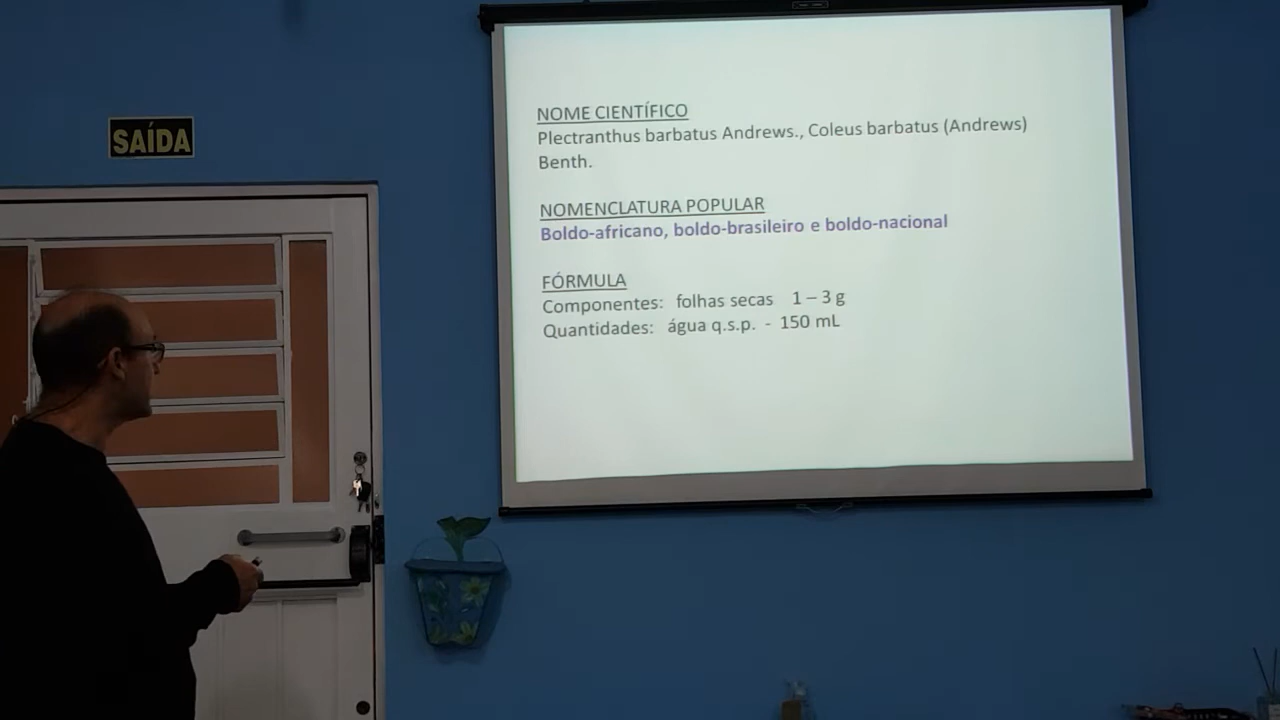 SAÍDA
NOME CIENTÍFICO
Plectranthus barbatus Andrews., Coleus barbatus (Andrews)
Benth.
NOMENCLATURA POPULAR
Boldo-africano, boldo-brasileiro e boldo-nacional
FÓRMULA
Componentes: folhas secas 1 – 3 g
Quantidades: água q.s.p. - 150 mL